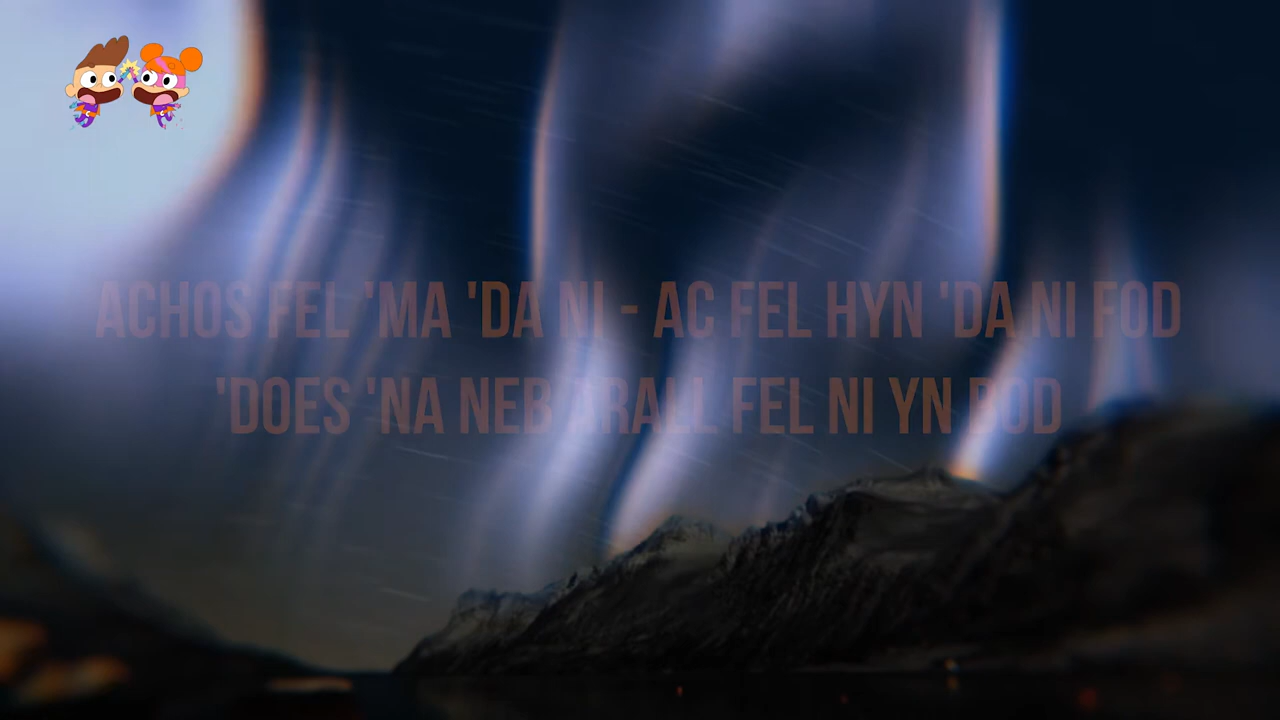 ACHOS FEL 'MA 'DA NI - AC FEL HYN 'DA NI FOD
'DOES 'NA NEB ARALL FEL NI YN BOD